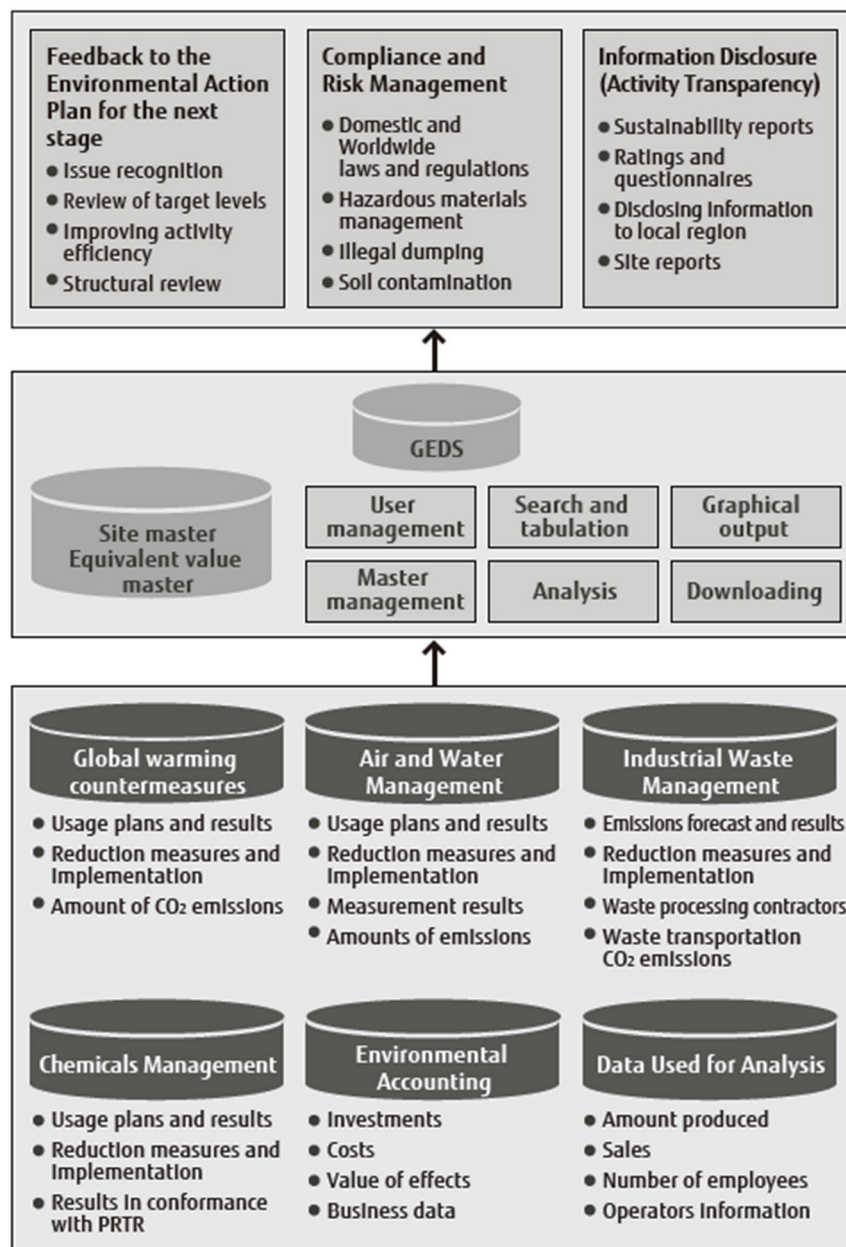 Feedback to the
Environmental Action
Plan for the next
stage
● Issue recognition
● Review of target levels
● Improving activity
efficiency
● Structural review
Compliance and
Risk Management
● Domestic and
Worldwide
laws and regulations
● Hazardous materials
management
● Illegal dumping
● Soil contamination
Information Disclosure
(Activity Transparency)
● Sustainability reports
● Ratings and
questionnaires
● Disclosing information
to local region
● Site reports
GEDS
Site master
Equivalent value
master
User
management
Search and
tabulation
Graphical
output
Master
management
Analysis
Downloading
Global warming
countermeasures
● Usage plans and results
● Reduction measures and
implementation
● Amount of CO₂ emissions
Air and Water
Management
● Usage plans and results
● Reduction measures and
implementation
● Measurement results
● Amounts of emissions
Industrial Waste
Management
● Emissions forecast and results
● Reduction measures and
implementation
● Waste processing contractors
● Waste transportation
CO₂ emissions
Chemicals Management
● Usage plans and results
● Reduction measures and
implementation
● Results in conformance
with PRTR
Environmental
Accounting
● Investments
● Costs
● Value of effects
● Business data
Data Used for Analysis
● Amount produced
● Sales
● Number of employees
● Operators information